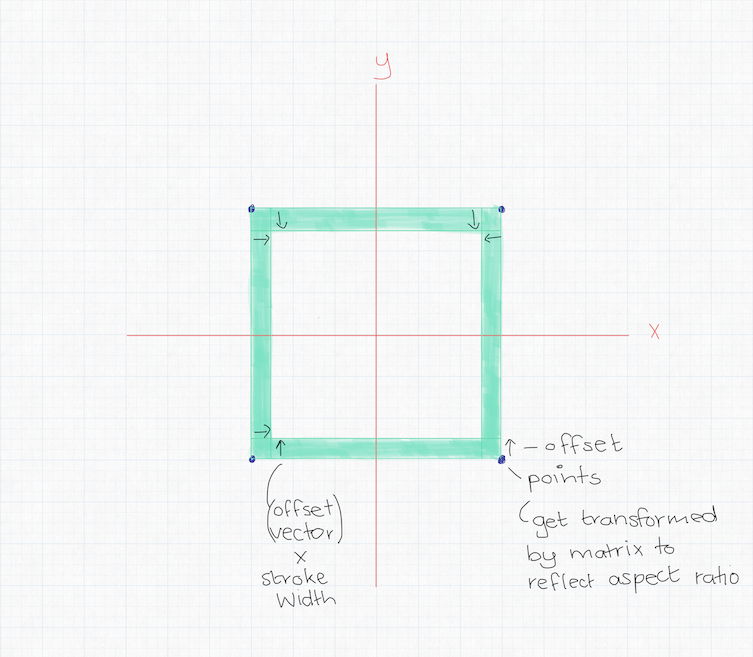 y
x
– offset
points
(get transformed
by matrix to
reflect aspect ratio
(offset
vector)
x
stroke
Width